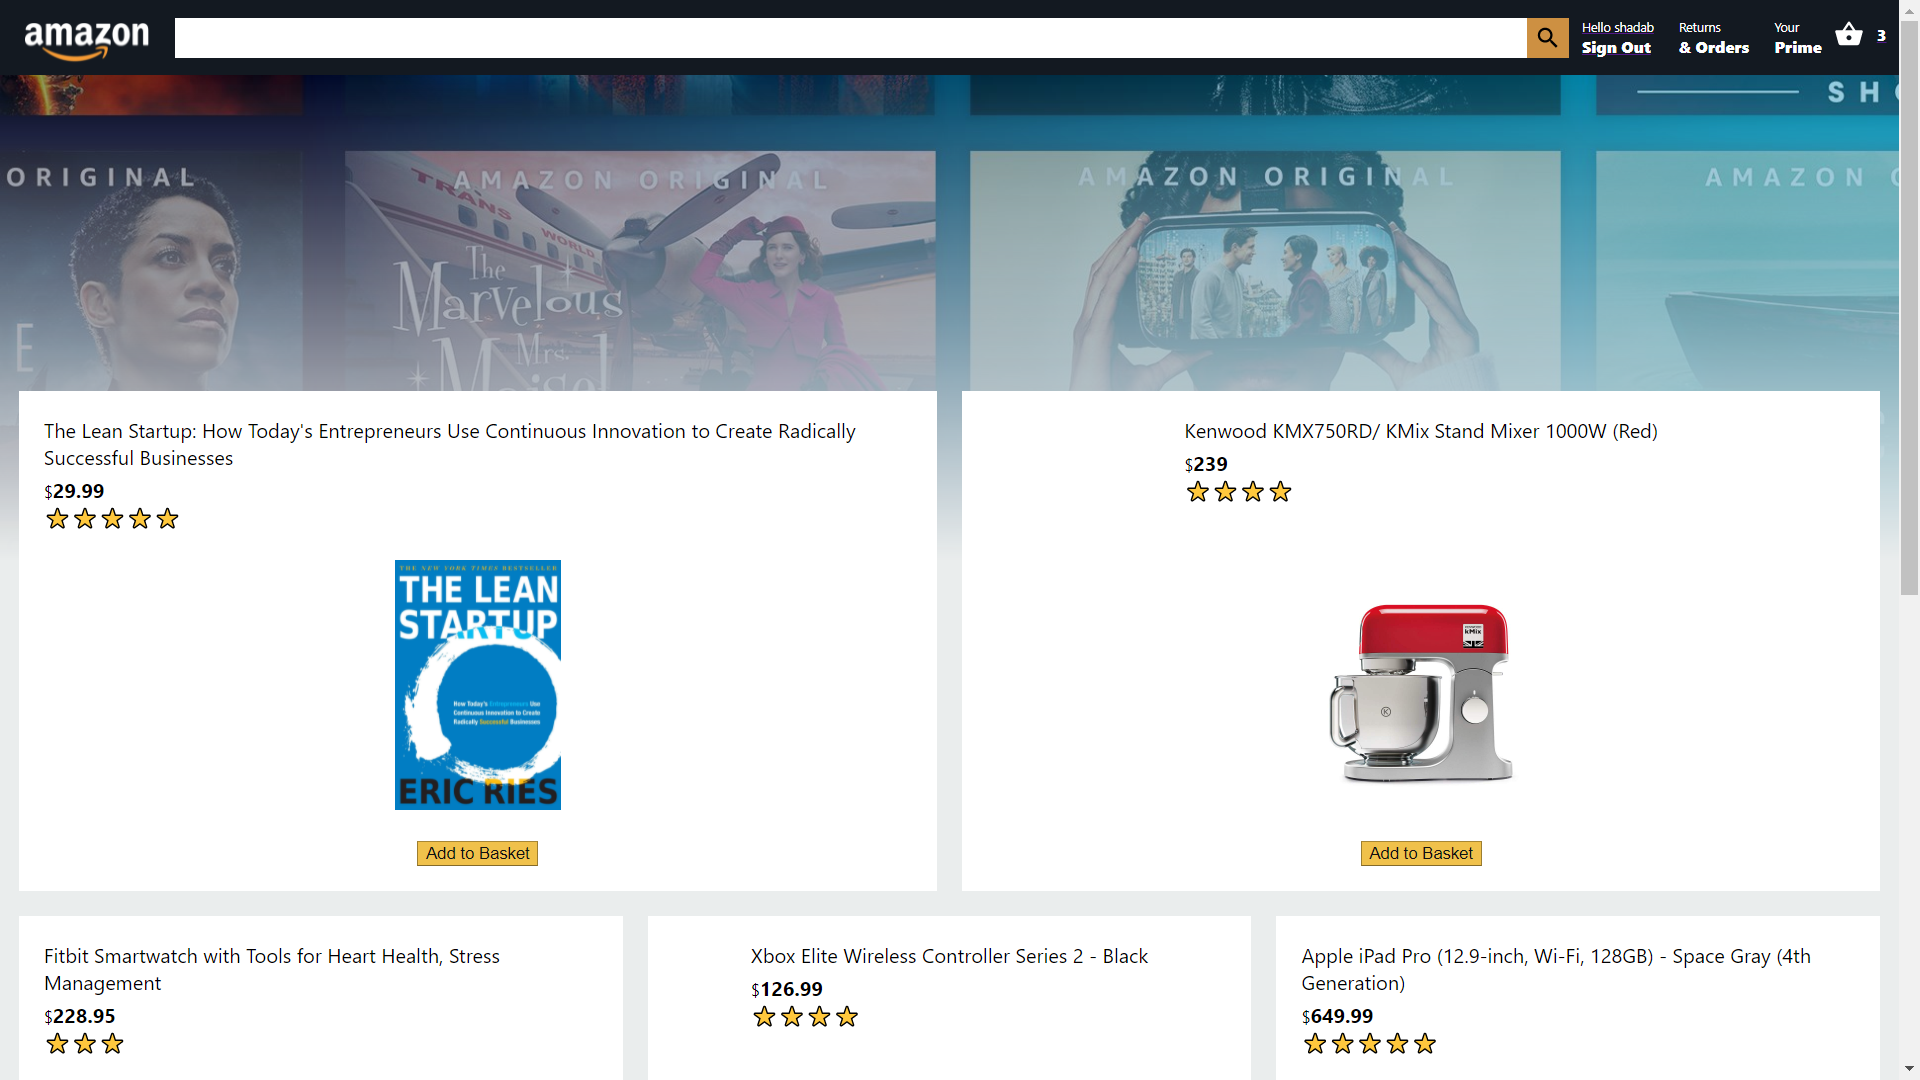 amazon
Hello shadab
Sign Out
Returns
& Orders
Your
Prime
3
SHO
ORIGINAL
AMAZON ORIGINAL
AMAZON ORIGINAL
AMAZON O
TRANS
WORLD
The
Marvelous
Mrs.
Maisel
E
The Lean Startup: How Today's Entrepreneurs Use Continuous Innovation to Create Radically
Successful Businesses
$29.99
THE NEW YORK TIMES BESTSELLER
THE LEAN
STARTUP
How Today's Entrepreneurs Use
Continuous Innovation to Create
Radically Successful Businesses
ERIC RIES
Add to Basket
Kenwood KMX750RD/ KMix Stand Mixer 1000W (Red)
$239
kMix
K
Add to Basket
Fitbit Smartwatch with Tools for Heart Health, Stress
Management
$228.95
Xbox Elite Wireless Controller Series 2 - Black
$126.99
Apple iPad Pro (12.9-inch, Wi-Fi, 128GB) - Space Gray (4th
Generation)
$649.99